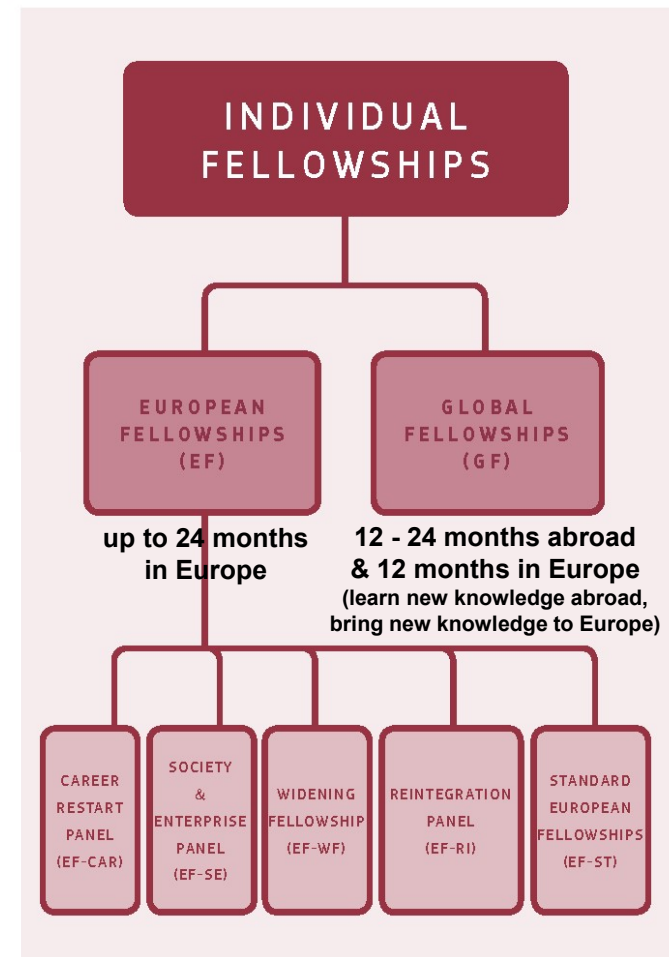 INDIVIDUAL
FELLOWSHIPS
EUROPEAN
FELLOWSHIPS
(EF)
GLOBAL
FELLOWSHIPS
(GF)
up to 24 months
in Europe
12 - 24 months abroad
& 12 months in Europe
(learn new knowledge abroad,
bring new knowledge to Europe)
CAREER
RESTART
PANEL
(EF-CAR)
SOCIETY
&
ENTERPRISE
PANEL
(EF-SE)
WIDENING
FELLOWSHIP
(EF-WF)
REINTEGRATION
PANEL
(EF-RI)
STANDARD
EUROPEAN
FELLOWSHIPS
(EF-ST)